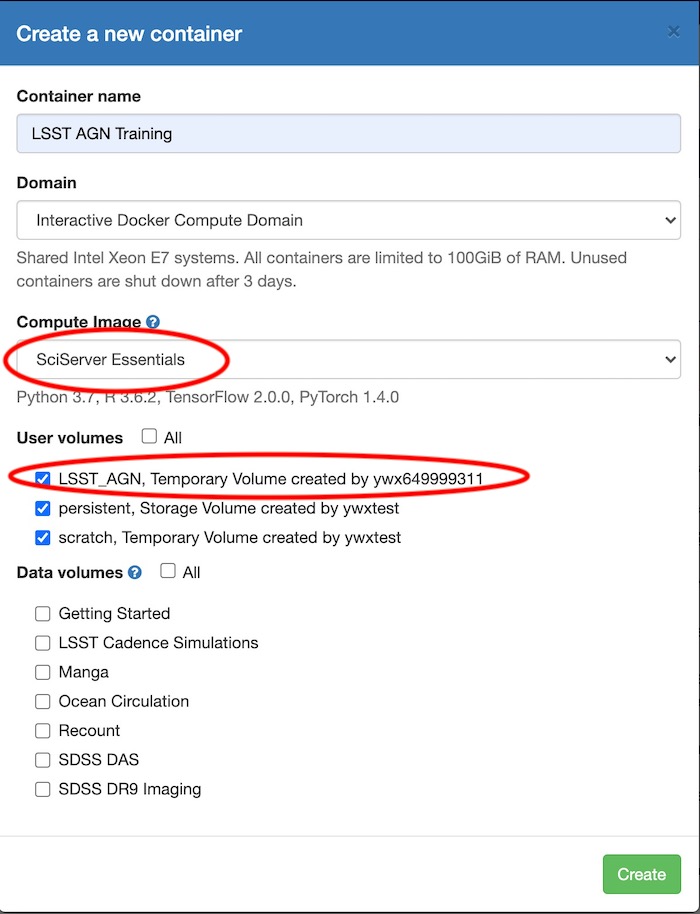 Create a new container
×
Container name
LSST AGN Training
Domain
Interactive Docker Compute Domain
Shared Intel Xeon E7 systems. All containers are limited to 100GiB of RAM. Unused
containers are shut down after 3 days.
Compute Image ?
SciServer Essentials
Python 3.7, R 3.6.2, TensorFlow 2.0.0, PyTorch 1.4.0
User volumes All
LSST_AGN, Temporary Volume created by ywx649999311
persistent, Storage Volume created by ywxtest
scratch, Temporary Volume created by ywxtest
Data volumes ? All
Getting Started
LSST Cadence Simulations
Manga
Ocean Circulation
Recount
SDSS DAS
SDSS DR9 Imaging
Create